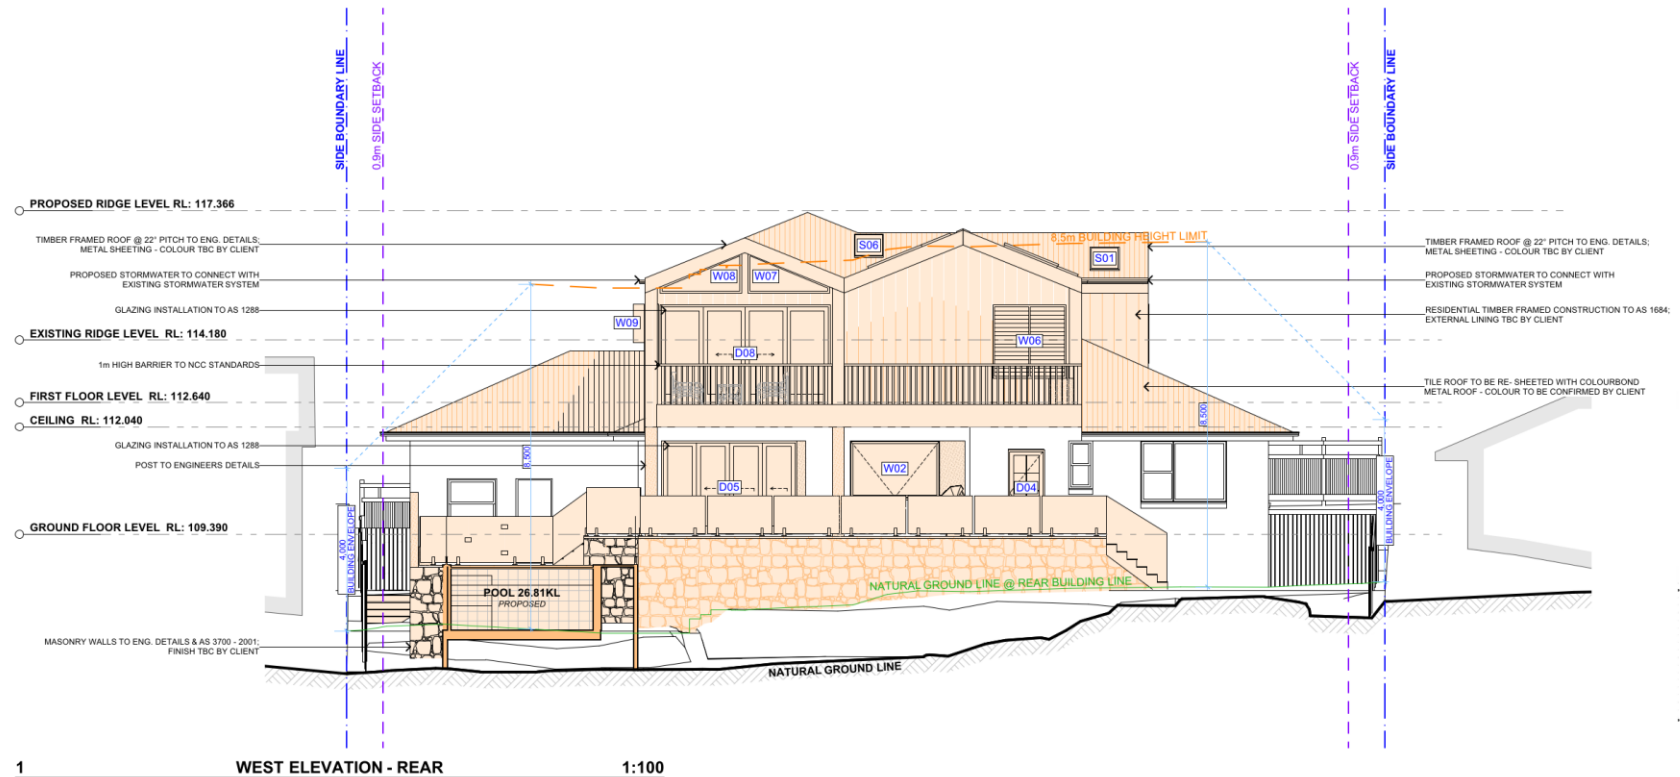 SIDE BOUNDARY LINE
0.9m SIDE SETBACK
0.9m SIDE SETBACK
SIDE BOUNDARY LINE
PROPOSED RIDGE LEVEL RL: 117.366
TIMBER FRAMED ROOF @ 22° PITCH TO ENG. DETAILS;
METAL SHEETING - COLOUR TBC BY CLIENT
PROPOSED STORMWATER TO CONNECT WITH
EXISTING STORMWATER SYSTEM
GLAZING INSTALLATION TO AS 1288
EXISTING RIDGE LEVEL RL: 114.180
1m HIGH BARRIER TO NCC STANDARDS
FIRST FLOOR LEVEL RL: 112.640
CEILING RL: 112.040
GLAZING INSTALLATION TO AS 1288
POST TO ENGINEERS DETAILS
GROUND FLOOR LEVEL RL: 109.390
MASONRY WALLS TO ENG. DETAILS & AS 3700 - 2001;
FINISH TBC BY CLIENT
8.5m BUILDING HEIGHT LIMIT
S06
S01
W08
W07
W09
D08
W06
8,500
8,500
W02
D05
D04
4,000
BUILDING ENVELOPE
4,000
BUILDING ENVELOPE
POOL 26.81KL
PROPOSED
NATURAL GROUND LINE @ REAR BUILDING LINE
NATURAL GROUND LINE
TIMBER FRAMED ROOF @ 22° PITCH TO ENG. DETAILS;
METAL SHEETING - COLOUR TBC BY CLIENT
PROPOSED STORMWATER TO CONNECT WITH
EXISTING STORMWATER SYSTEM
RESIDENTIAL TIMBER FRAMED CONSTRUCTION TO AS 1684;
EXTERNAL LINING TBC BY CLIENT
TILE ROOF TO BE RE- SHEETED WITH COLOURBOND
METAL ROOF - COLOUR TO BE CONFIRMED BY CLIENT
1 WEST ELEVATION - REAR 1:100